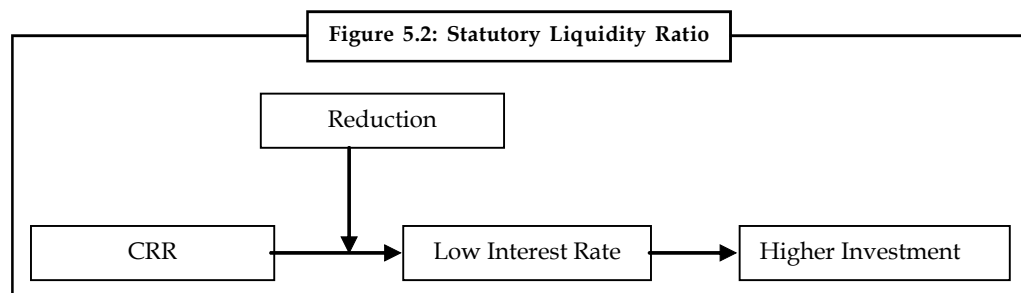 Figure 5.2: Statutory Liquidity Ratio
Reduction
CRR
Low Interest Rate
Higher Investment